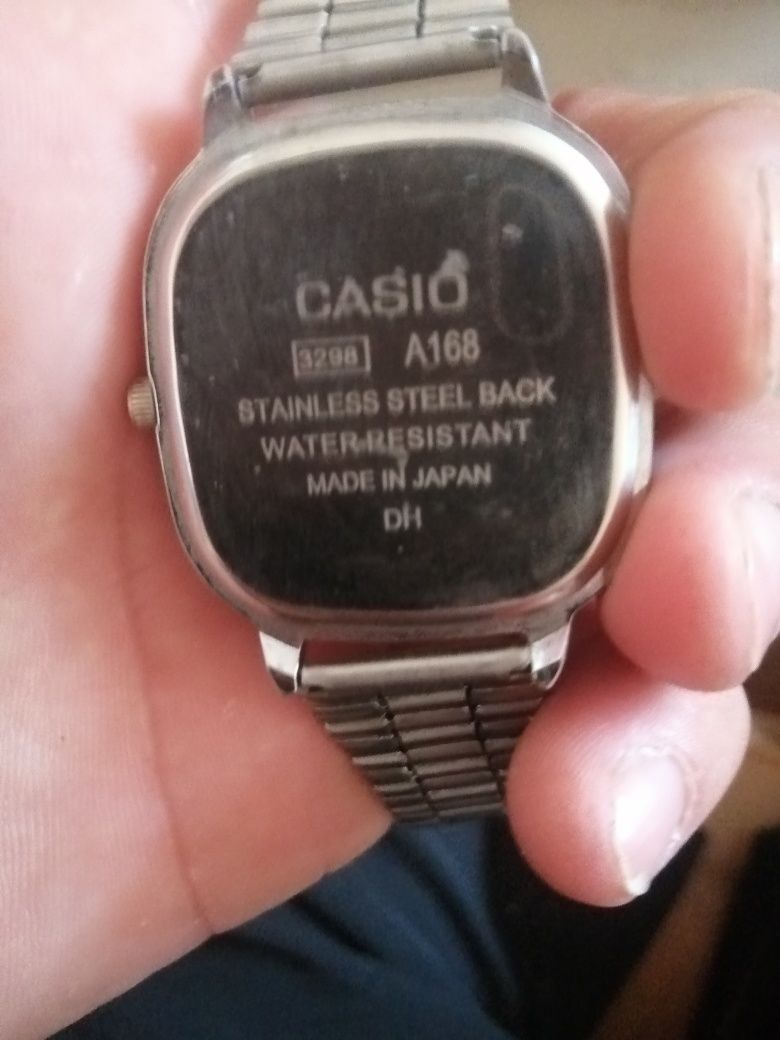 CASIO
3298 A168
STAINLESS STEEL BACK
WATER RESISTANT
MADE IN JAPAN
DH